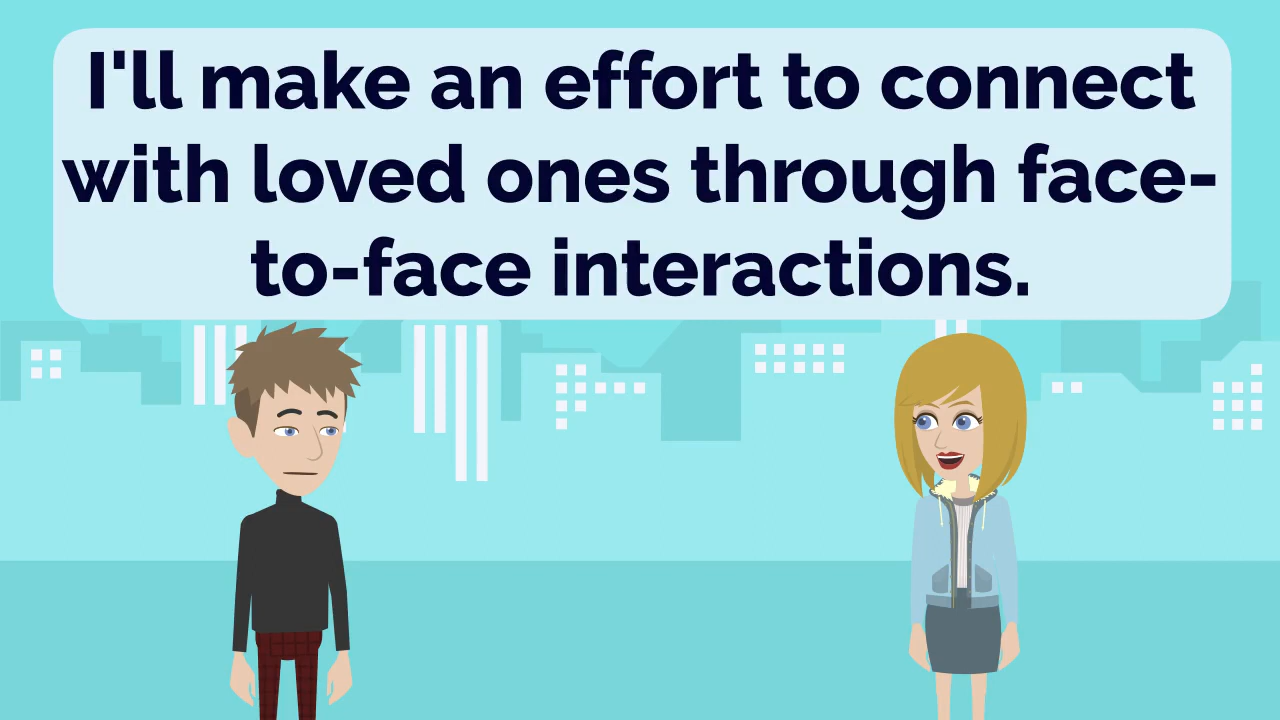 I'll make an effort to connect
with loved ones through face-
to-face interactions.